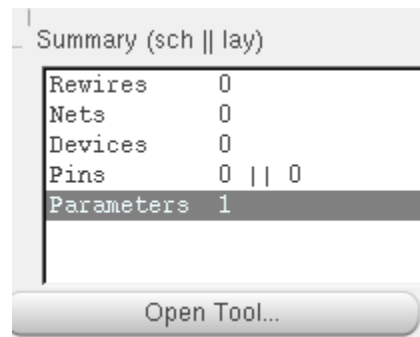 Summary (sch || lay)
Rewires 0
Nets 0
Devices 0
Pins 0 || 0
Parameters 1
Open Tool...